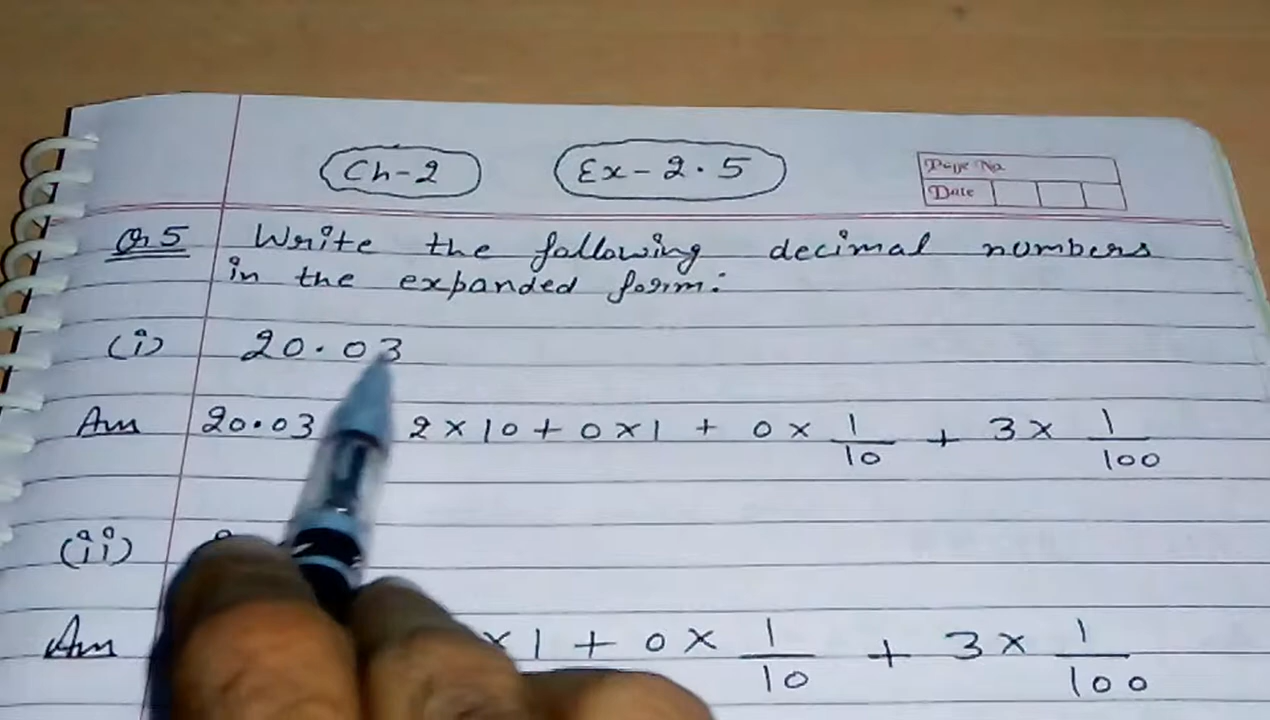 Ch-2 Ex-2.5
Page No.
Date
Qn 5 Write the following decimal numbers
in the expanded form:
(i) 20.03
Ans 20.03 2 × 10 + 0 × 1 + 0 × 1/10 + 3 × 1/100
(ii)
Ans × 1 + 0 × 1/10 + 3 × 1/100